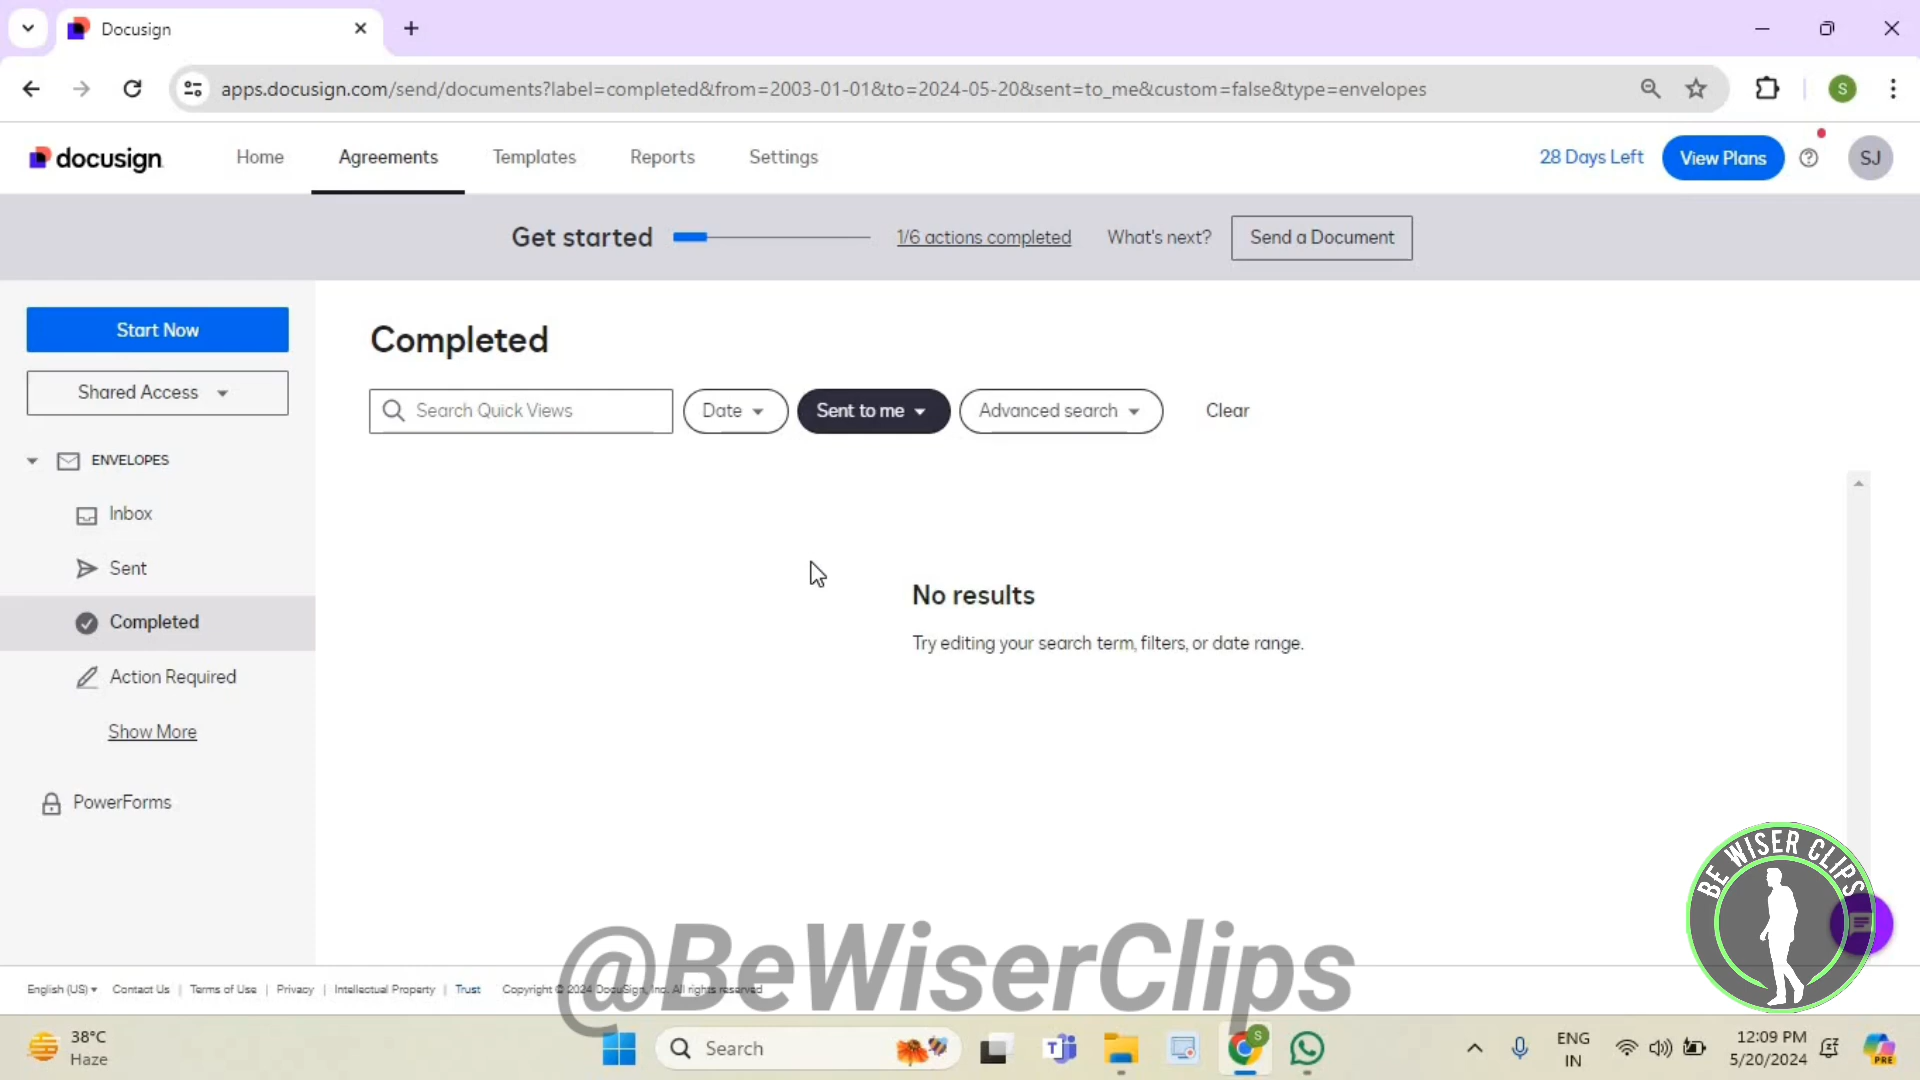 Docusign
apps.docusign.com/send/documents?label=completed&from=2003-01-01&to=2024-05-20&sent=to_me&custom=false&type=envelopes
S
docusign
Home
Agreements
Templates
Reports
Settings
28 Days Left
View Plans
SJ
Get started
1/6 actions completed
What's next?
Send a Document
Start Now
Shared Access
ENVELOPES
Inbox
Sent
Completed
Action Required
Show More
PowerForms
Completed
Search Quick Views
Date
Sent to me
Advanced search
Clear
No results
Try editing your search term, filters, or date range.
BE WISER CLIPS
@BeWiserClips
English (US) Contact Us | Terms of Use | Privacy | Intellectual Property | Trust Copyright © 2024 DocuSign, Inc. All rights reserved
38°C
Haze
Search
T
S
ENG
IN
12:09 PM
5/20/2024
PRE